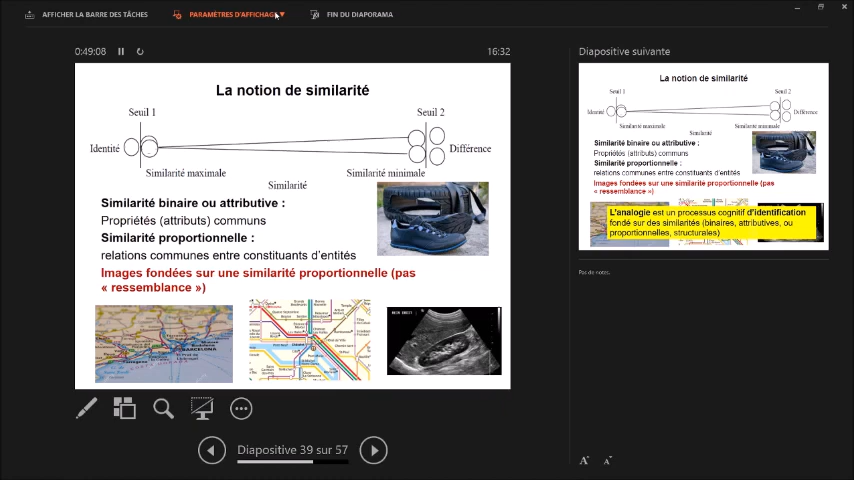 AFFICHER LA BARRE DES TÂCHES
PARAMÈTRES D'AFFICHAGE
FIN DU DIAPORAMA
0:49:08
16:32
La notion de similarité
Seuil 1
Seuil 2
Identité
Différence
Similarité maximale
Similarité minimale
Similarité
Similarité binaire ou attributive :
Propriétés (attributs) communs
Similarité proportionnelle :
relations communes entre constituants d'entités
Images fondées sur une similarité proportionnelle (pas
« ressemblance »)
BARCELONA
Diapositive 39 sur 57
Diapositive suivante
La notion de similarité
Seuil 1
Seuil 2
Identité
Différence
Similarité maximale
Similarité minimale
Similarité
Similarité binaire ou attributive :
Propriétés (attributs) communs
Similarité proportionnelle :
relations communes entre constituants d'entités
Images fondées sur une similarité proportionnelle (pas
« ressemblance »)
L'analogie est un processus cognitif d'identification
fondé sur des similarités (binaires, attributives, ou
proportionnelles, structurales)
Pas de notes.
A
A